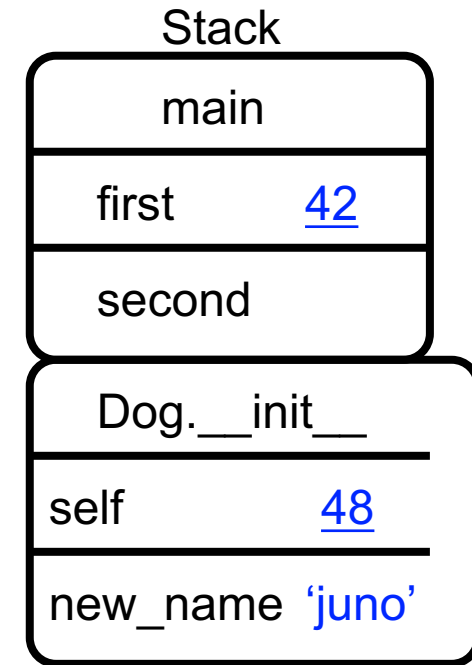 Stack
main
first 42
second
Dog.__init__
self 48
new_name ‘juno’